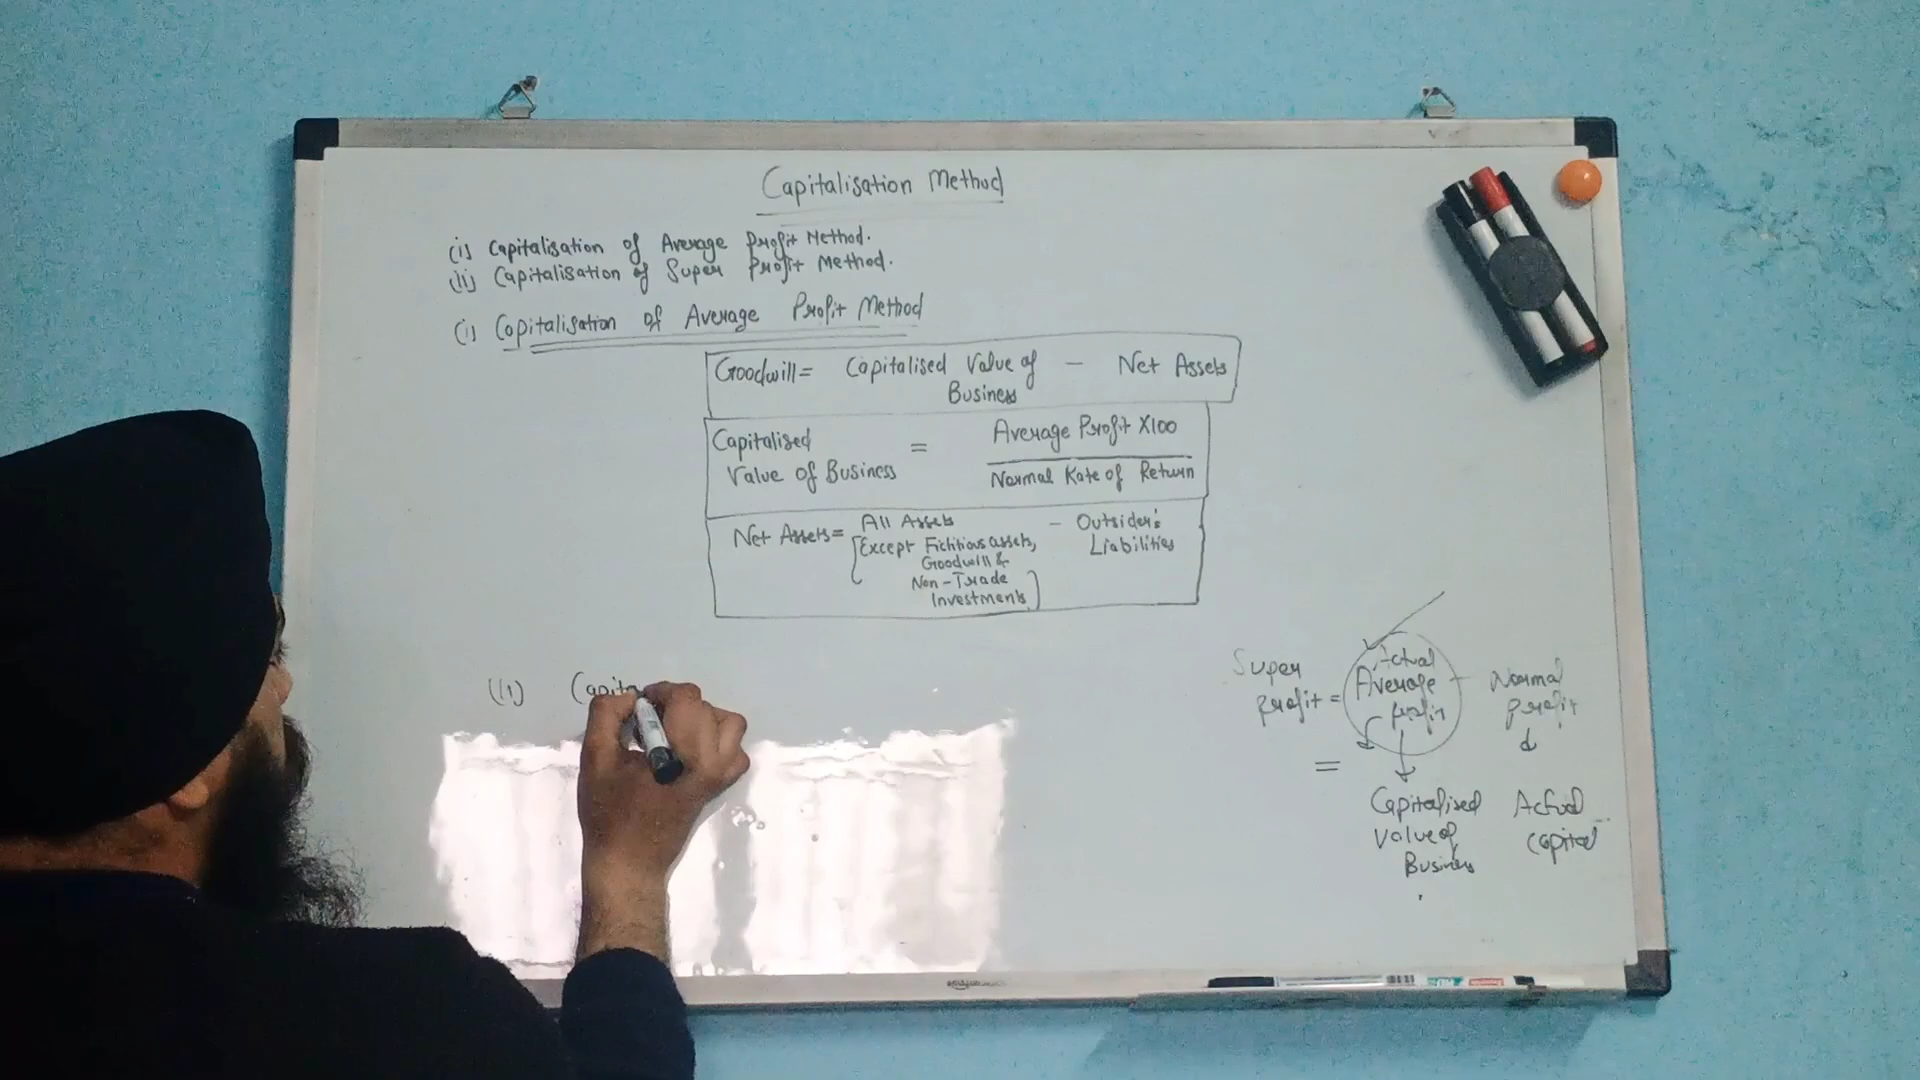 Capitalisation Method
(i) Capitalisation of Average Profit Method.
(ii) Capitalisation of Super Profit Method.
(i) Capitalisation of Average Profit Method
Goodwill = Capitalised Value of Business - Net Assets
Capitalised Value of Business = Average Profit X100
Normal Rate of Return
Net Assets = All Assets - Outsider's Liabilities
[Except Fictitious assets,
Goodwill &
Non-Trade
Investments]
(ii) Capita
Super Profit = Actual Average Profit - Normal Profit
=
Capitalised Value of Business
Actual Capital